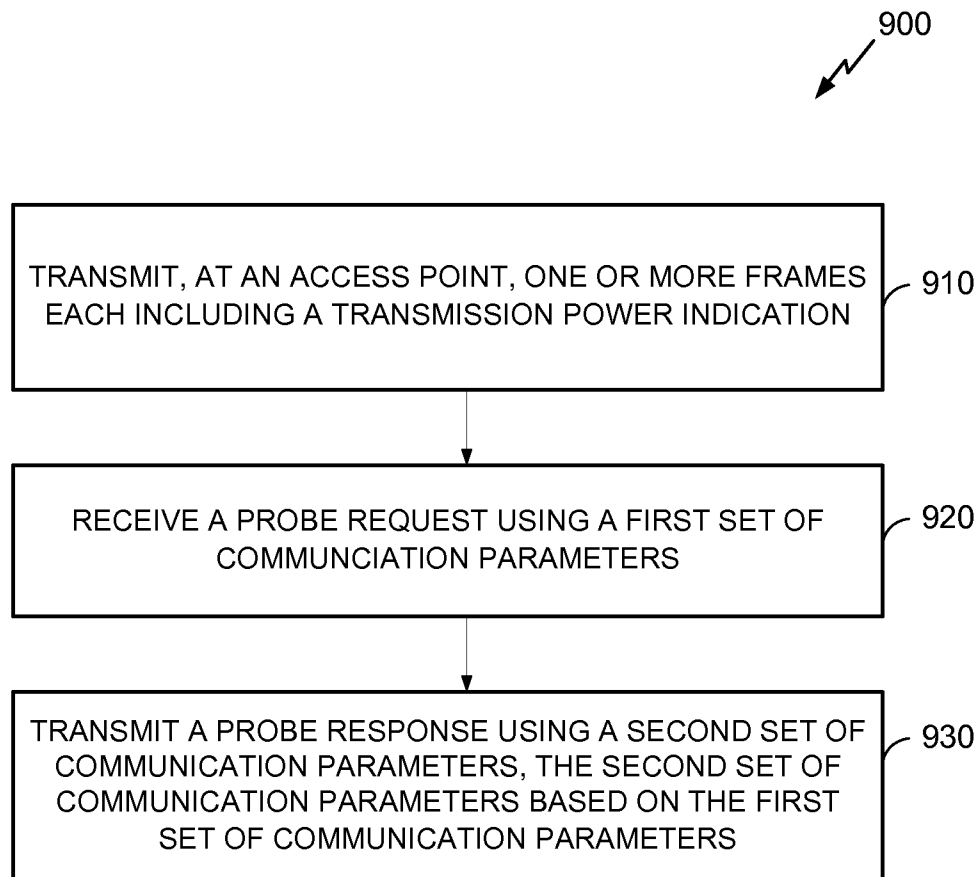 900
TRANSMIT, AT AN ACCESS POINT, ONE OR MORE FRAMES
EACH INCLUDING A TRANSMISSION POWER INDICATION
910
RECEIVE A PROBE REQUEST USING A FIRST SET OF
COMMUNCIATION PARAMETERS
920
TRANSMIT A PROBE RESPONSE USING A SECOND SET OF
COMMUNICATION PARAMETERS, THE SECOND SET OF
COMMUNICATION PARAMETERS BASED ON THE FIRST
SET OF COMMUNICATION PARAMETERS
930